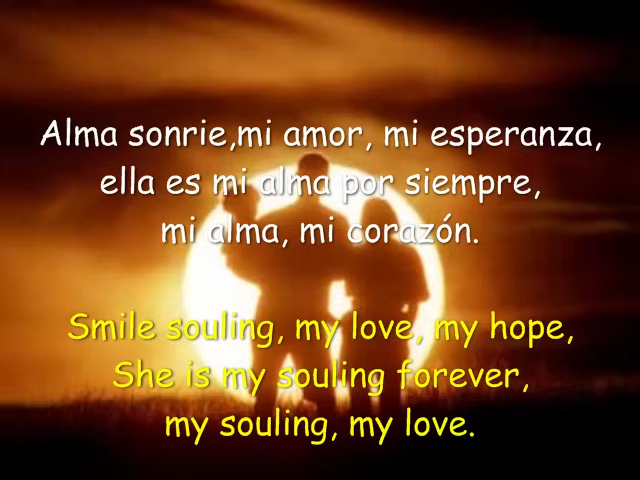 Alma sonrie,mi amor, mi esperanza,
ella es mi alma por siempre,
mi alma, mi corazón.
Smile souling, my love, my hope,
She is my souling forever,
my souling, my love.